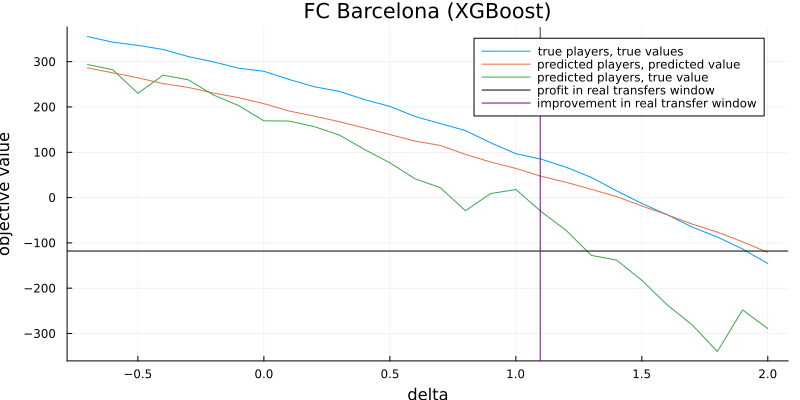 FC Barcelona (XGBoost)
true players, true values
predicted players, predicted value
predicted players, true value
profit in real transfers window
improvement in real transfer window
objective value
300
200
100
0
−100
−200
−300
−0.5
0.0
0.5
1.0
1.5
2.0
delta